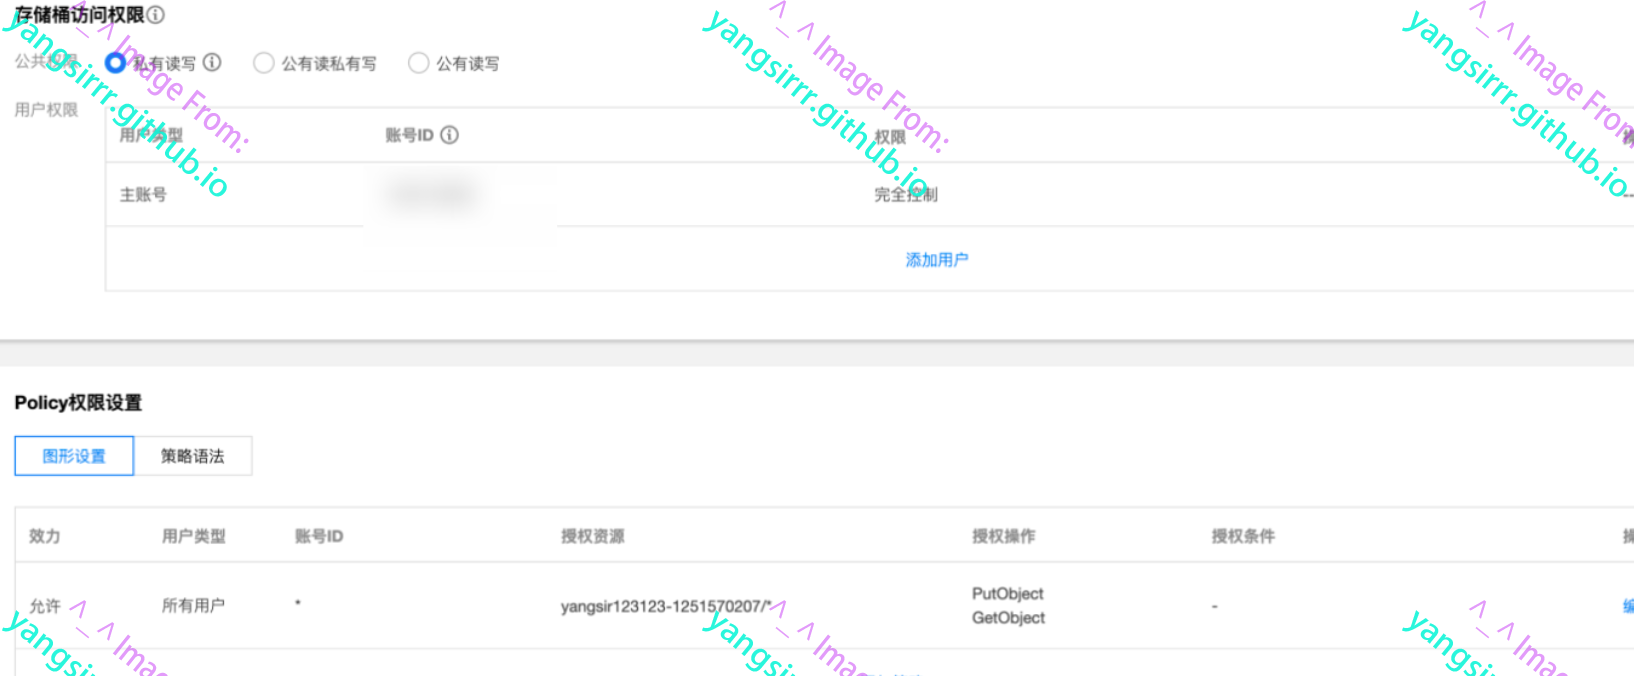 存储桶访问权限
公共权限 私有读写 公有读私有写 公有读写
用户权限
用户类型 账号ID 权限
主账号 完全控制 --
添加用户
Policy权限设置
图形设置 策略语法
效力 用户类型 账号ID 授权资源 授权操作 授权条件
允许 所有用户 * yangsir123123-1251570207/* PutObject
GetObject -
^_^ Image From:
yangsirrr.github.io
^_^ Image From:
yangsirrr.github.io
^_^ Image From
yangsirrr.github.io
^_^ Imag
yangsi
^_^ Imag
yangsi
^_^ Imag
yangsi